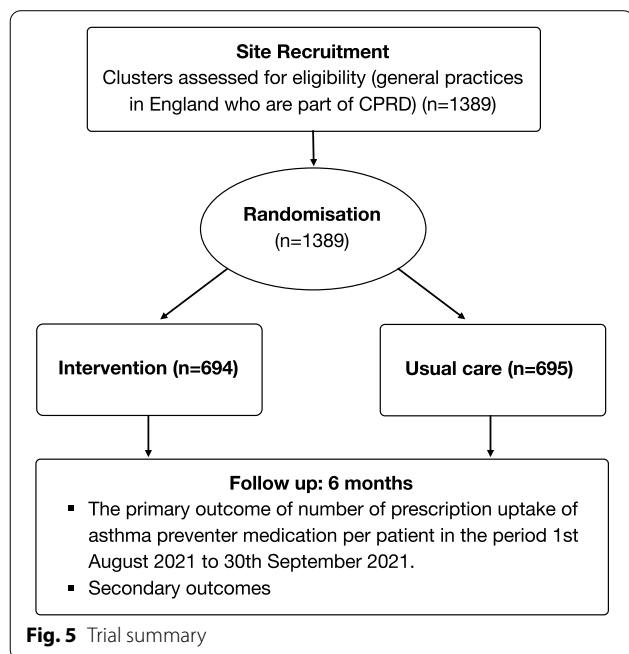 Site Recruitment
Clusters assessed for eligibility (general practices
in England who are part of CPRD) (n=1389)
Randomisation
(n=1389)
Intervention (n=694)
Usual care (n=695)
Follow up: 6 months
▪ The primary outcome of number of prescription uptake of
asthma preventer medication per patient in the period 1st
August 2021 to 30th September 2021.
▪ Secondary outcomes
Fig. 5 Trial summary